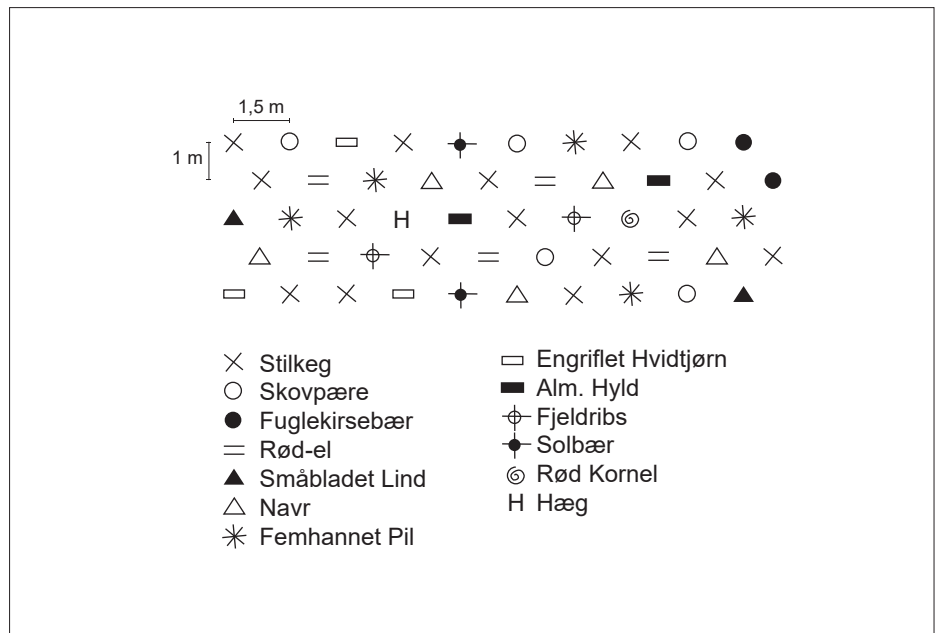 1,5 m
1 m
H
Stilkeg
Skovpære
Fuglekirsebær
Rød-el
Småbladet Lind
Navr
Femhannet Pil
Engriflet Hvidtjørn
Alm. Hyld
Fjeldribs
Solbær
Rød Kornel
H Hæg